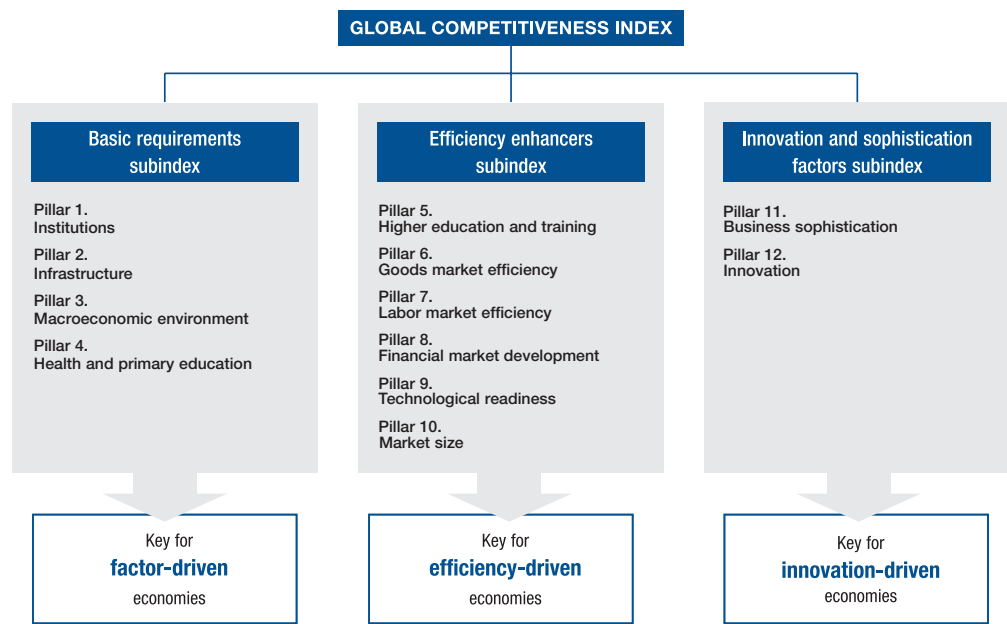 GLOBAL COMPETITIVENESS INDEX
Basic requirements
subindex
Pillar 1.
Institutions
Pillar 2.
Infrastructure
Pillar 3.
Macroeconomic environment
Pillar 4.
Health and primary education
Key for
factor-driven
economies
Efficiency enhancers
subindex
Pillar 5.
Higher education and training
Pillar 6.
Goods market efficiency
Pillar 7.
Labor market efficiency
Pillar 8.
Financial market development
Pillar 9.
Technological readiness
Pillar 10.
Market size
Key for
efficiency-driven
economies
Innovation and sophistication
factors subindex
Pillar 11.
Business sophistication
Pillar 12.
Innovation
Key for
innovation-driven
economies